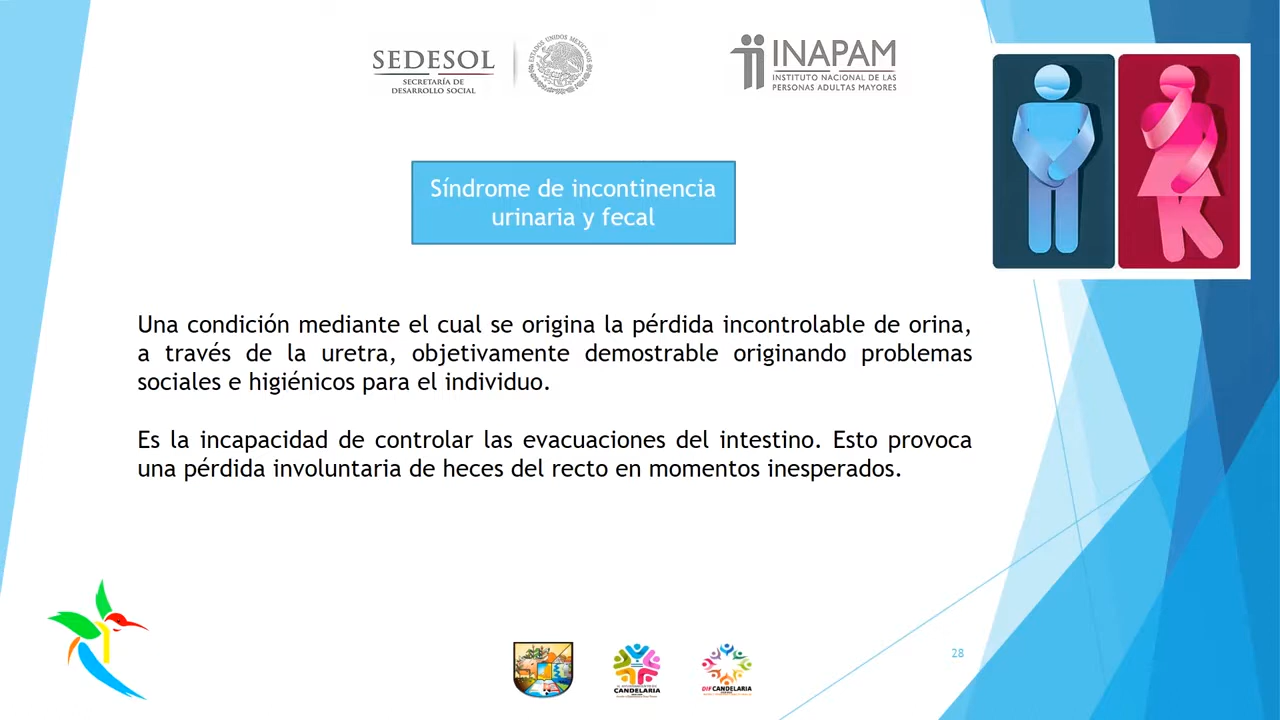 SEDESOL
SECRETARÍA DE
DESARROLLO SOCIAL
ESTADOS UNIDOS MEXICANOS
INAPAM
INSTITUTO NACIONAL DE LAS
PERSONAS ADULTAS MAYORES
Síndrome de incontinencia
urinaria y fecal
Una condición mediante el cual se origina la pérdida incontrolable de orina,
a través de la uretra, objetivamente demostrable originando problemas
sociales e higiénicos para el individuo.
Es la incapacidad de controlar las evacuaciones del intestino. Esto provoca
una pérdida involuntaria de heces del recto en momentos inesperados.
CANDELARIA
DIF CANDELARIA
28